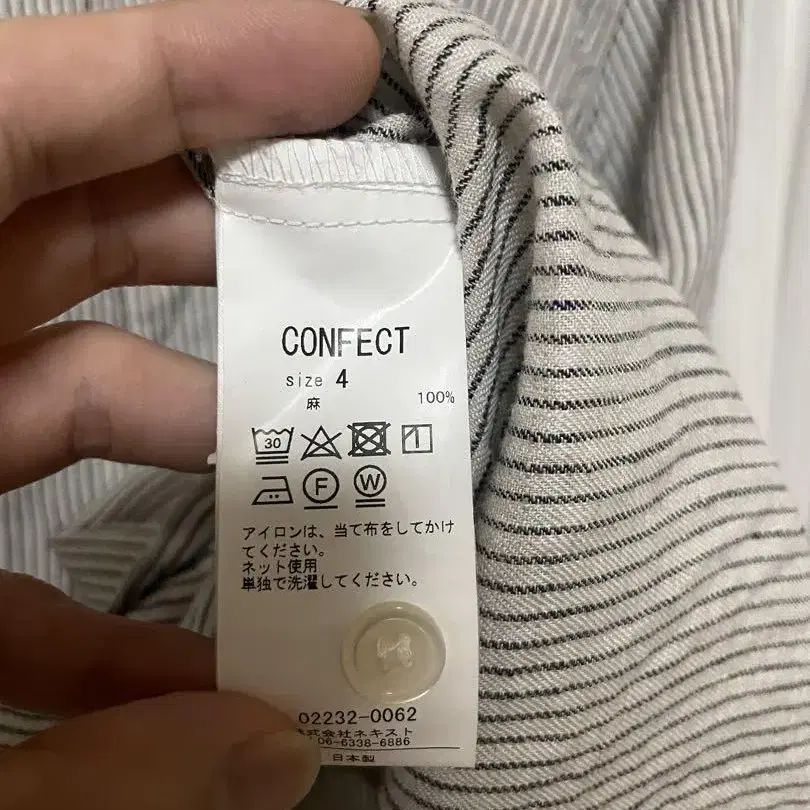 CONFECT
size 4
麻 100%
30
F W
アイロンは、当て布をしてかけ
てください。
ネット使用
単独で洗濯してください。
02232-0062
株式会社ネキスト
06-6338-6886
日本製